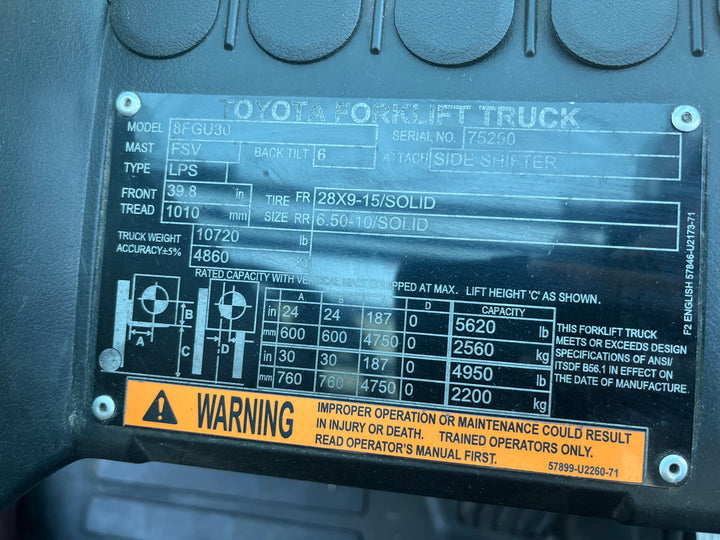 TOYOTA FORKLIFT TRUCK
MODEL 8FGU30 SERIAL NO. 75290
MAST FSV BACK TILT 6 ATTACH SIDE SHIFTER
TYPE LPS
FRONT TREAD 39.8 in TIRE SIZE FR 28X9-15/SOLID
1010 mm RR 6.50-10/SOLID
TRUCK WEIGHT 10720 lb
ACCURACY±5% 4860 kg
RATED CAPACITY WITH VERTICAL MAST EQUIPPED AT MAX. LIFT HEIGHT 'C' AS SHOWN.
A B C D CAPACITY
in 24 24 187 0 5620 lb
mm 600 600 4750 0 2560 kg
in 30 30 187 0 4950 lb
mm 760 760 4750 0 2200 kg
A B C D
THIS FORKLIFT TRUCK
MEETS OR EXCEEDS DESIGN
SPECIFICATIONS OF ANSI/
ITSDF B56.1 IN EFFECT ON
THE DATE OF MANUFACTURE.
F2 ENGLISH 57846-U2173-71
WARNING
IMPROPER OPERATION OR MAINTENANCE COULD RESULT
IN INJURY OR DEATH. TRAINED OPERATORS ONLY.
READ OPERATOR'S MANUAL FIRST.
57899-U2260-71